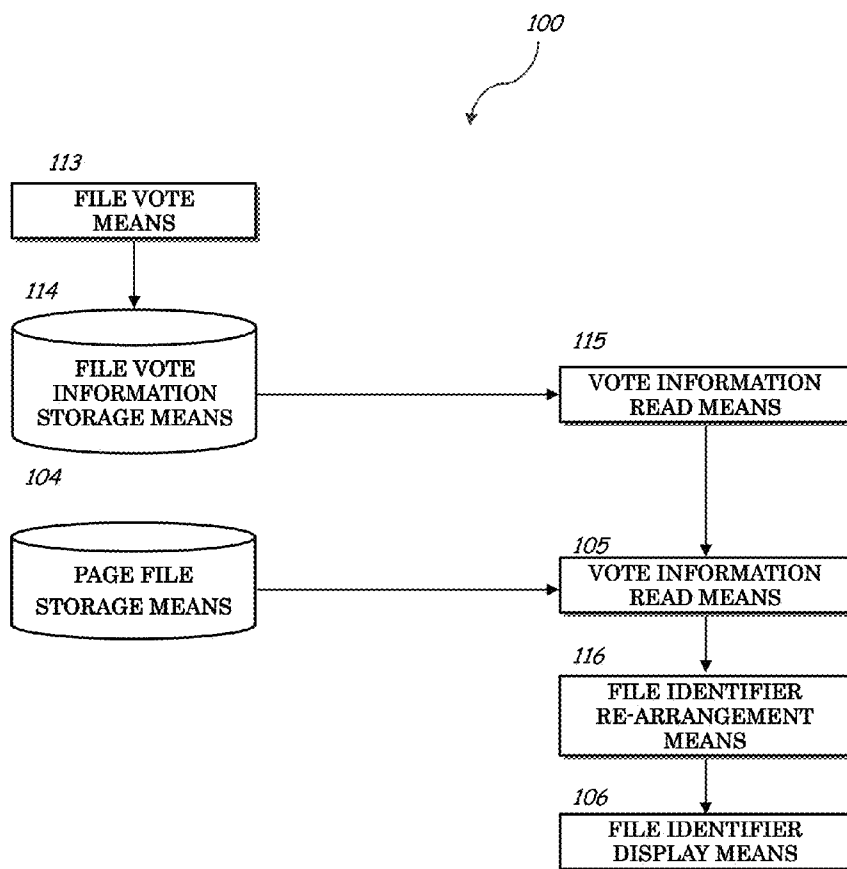 100
113
FILE VOTE
MEANS
114
FILE VOTE
INFORMATION
STORAGE MEANS
115
VOTE INFORMATION
READ MEANS
104
PAGE FILE
STORAGE MEANS
105
VOTE INFORMATION
READ MEANS
116
FILE IDENTIFIER
RE-ARRANGEMENT
MEANS
106
FILE IDENTIFIER
DISPLAY MEANS